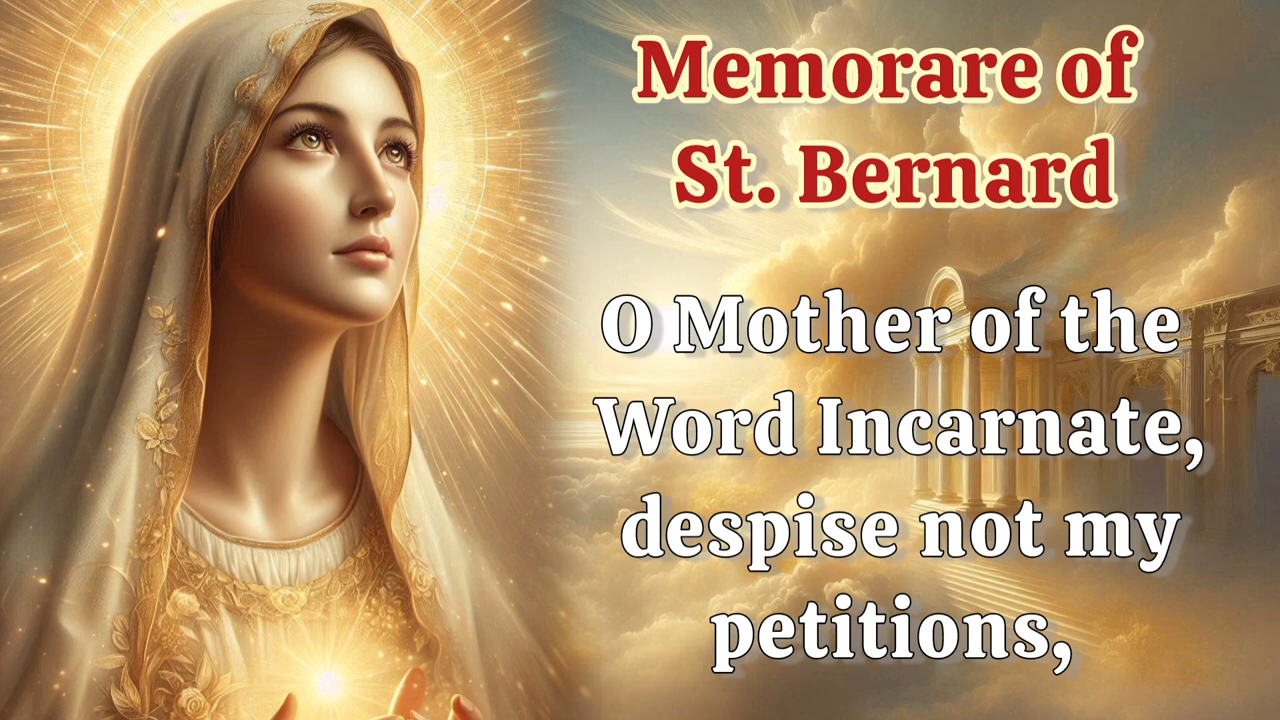 Memorare of
St. Bernard
O Mother of the
Word Incarnate,
despise not my
petitions,